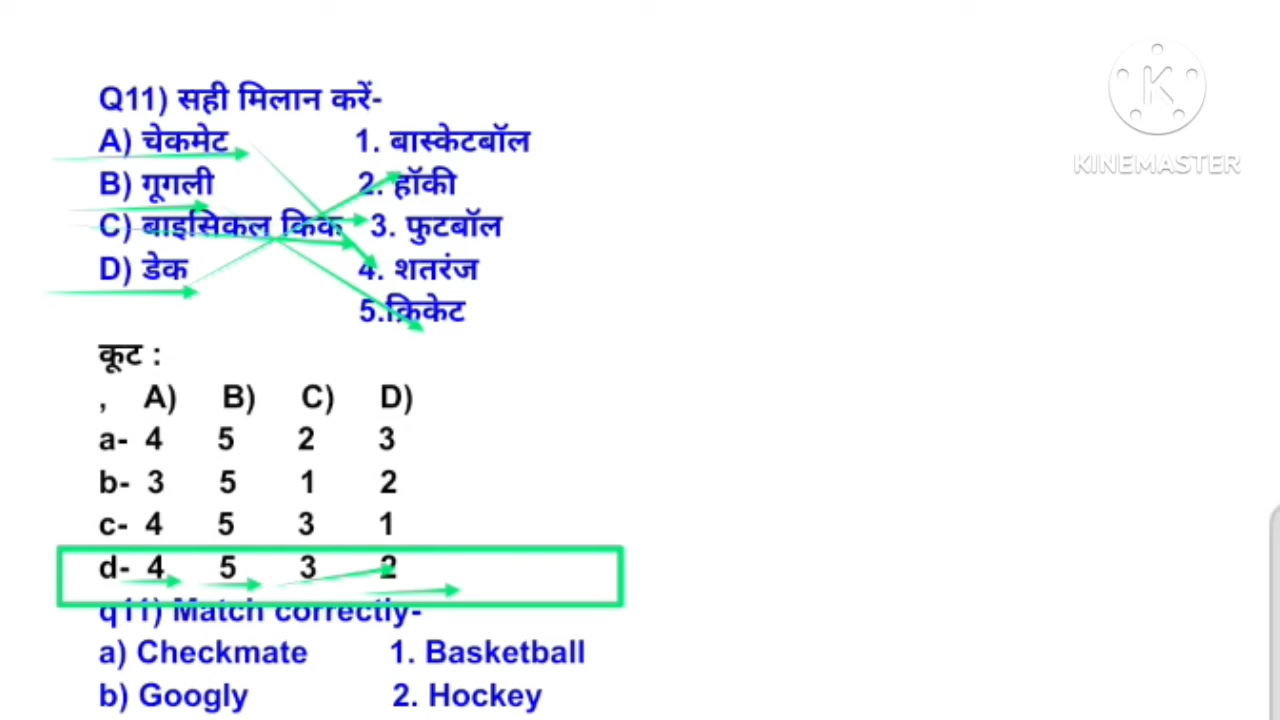 KINEMASTER
Q11) सही मिलान करें-
A) चेकमेट 1. बास्केटबॉल
B) गूगली 2. हॉकी
C) बाइसिकल किक 3. फुटबॉल
D) डेक 4. शतरंज
5.क्रिकेट
कूट :
, A) B) C) D)
a- 4 5 2 3
b- 3 5 1 2
c- 4 5 3 1
d- 4 5 3 2
q11) Match correctly-
a) Checkmate 1. Basketball
b) Googly 2. Hockey